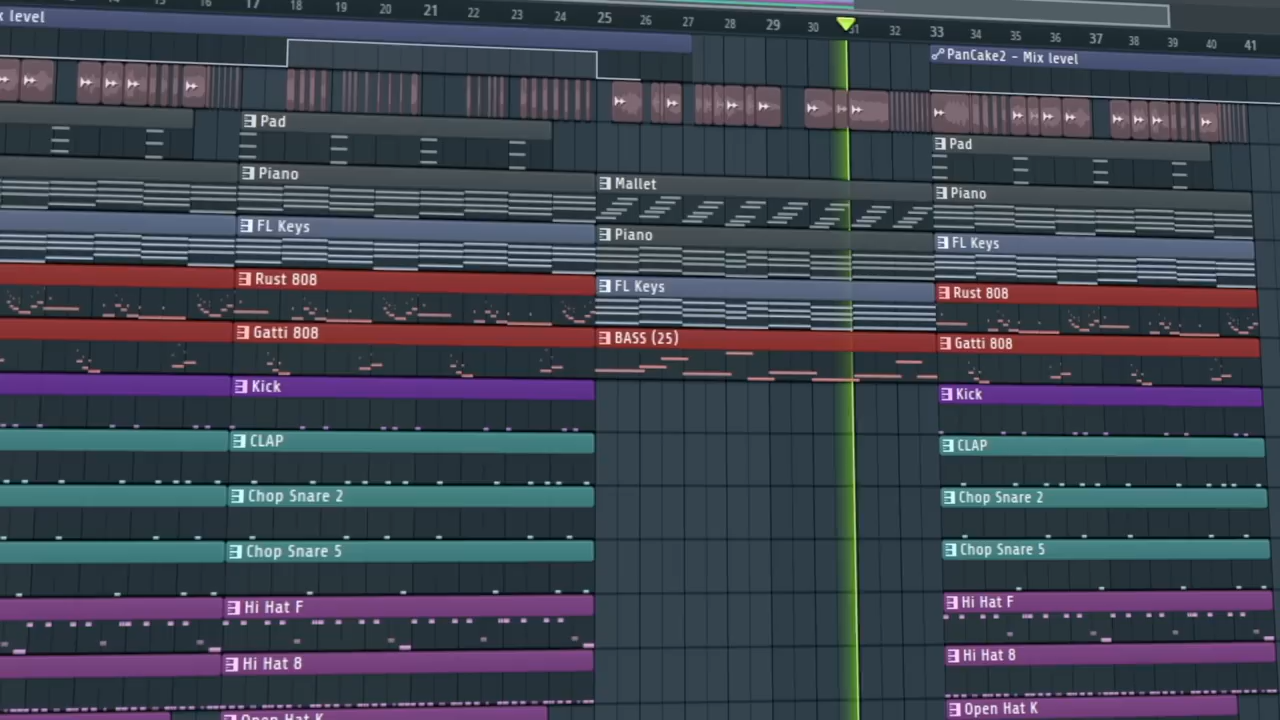 17 18 19 20 21 22 23 24 25 26 27 28 29 30 31 32 33 34 35 36 37 38 39 40 41
level
PanCake2 - Mix level
Pad
Pad
Piano
Mallet
Piano
FL Keys
Piano
FL Keys
Rust 808
FL Keys
Rust 808
Gatti 808
BASS (25)
Gatti 808
Kick
Kick
CLAP
CLAP
Chop Snare 2
Chop Snare 2
Chop Snare 5
Chop Snare 5
Hi Hat F
Hi Hat F
Hi Hat 8
Hi Hat 8
Open Hat K
Open Hat K